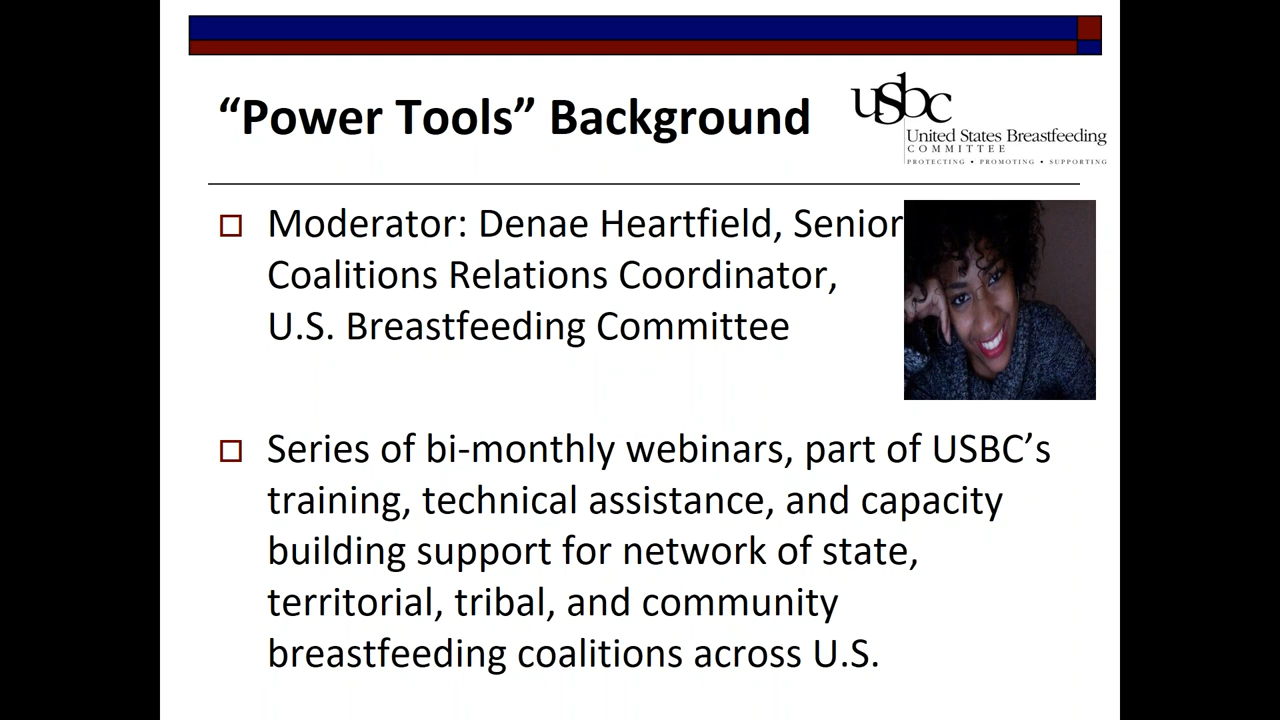 “Power Tools” Background
usbc
United States Breastfeeding
COMMITTEE
PROTECTING • PROMOTING • SUPPORTING
Moderator: Denae Heartfield, Senior
Coalitions Relations Coordinator,
U.S. Breastfeeding Committee
Series of bi-monthly webinars, part of USBC’s
training, technical assistance, and capacity
building support for network of state,
territorial, tribal, and community
breastfeeding coalitions across U.S.